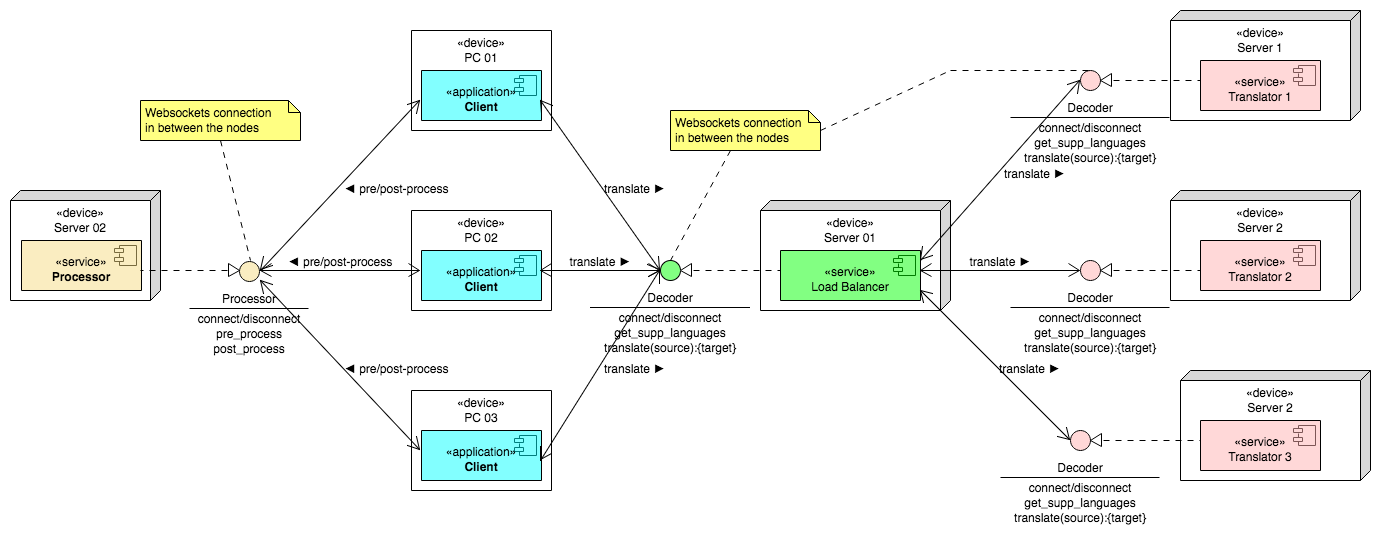 «device»
PC 01
«application»
Client
«device»
Server 1
«service»
Translator 1
Websockets connection
in between the nodes
Websockets connection
in between the nodes
Decoder
connect/disconnect
get_supp_languages
translate(source):{target}
translate ►
◄ pre/post-process
translate ►
«device»
Server 02
«service»
Processor
Processor
connect/disconnect
pre_process
post_process
◄ pre/post-process
«device»
PC 02
«application»
Client
translate ►
Decoder
connect/disconnect
get_supp_languages
translate(source):{target}
«device»
Server 01
«service»
Load Balancer
translate ►
Decoder
connect/disconnect
get_supp_languages
translate(source):{target}
«device»
Server 2
«service»
Translator 2
◄ pre/post-process
translate ►
translate ►
«device»
PC 03
«application»
Client
Decoder
connect/disconnect
get_supp_languages
translate(source):{target}
«device»
Server 2
«service»
Translator 3